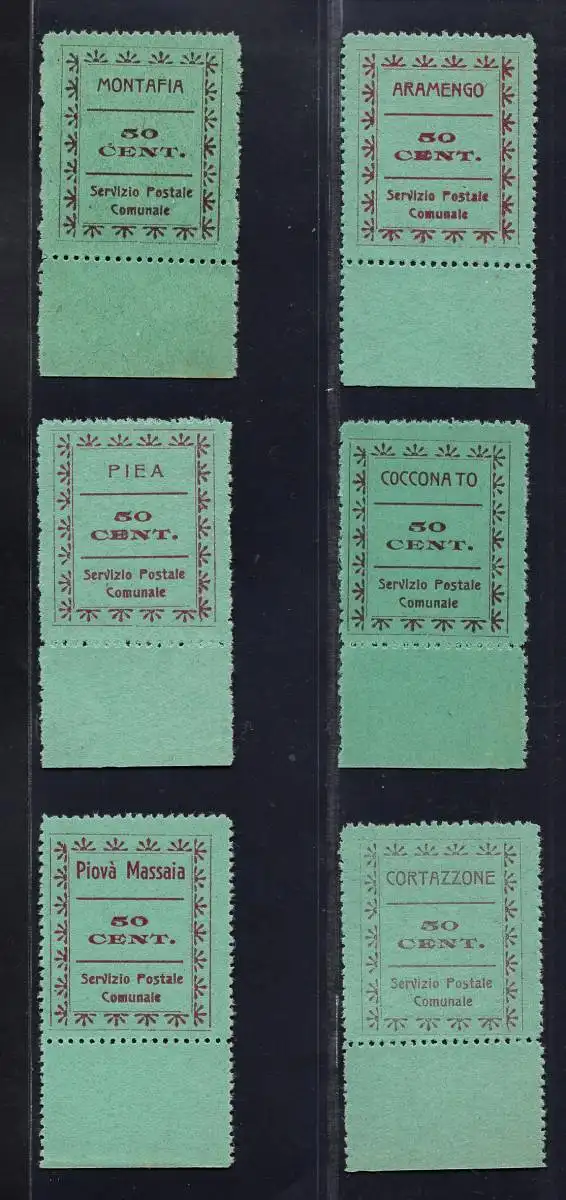 MONTAFIA
50
CENT.
Servizio Postale
Comunale
ARAMENGO
50
CENT.
Servizio Postale
Comunale
PIEA
50
CENT.
Servizio Postale
Comunale
COCCONATO
50
CENT.
Servizio Postale
Comunale
Piovà Massaia
50
CENT.
Servizio Postale
Comunale
CORTAZZONE
50
CENT.
Servizio Postale
Comunale